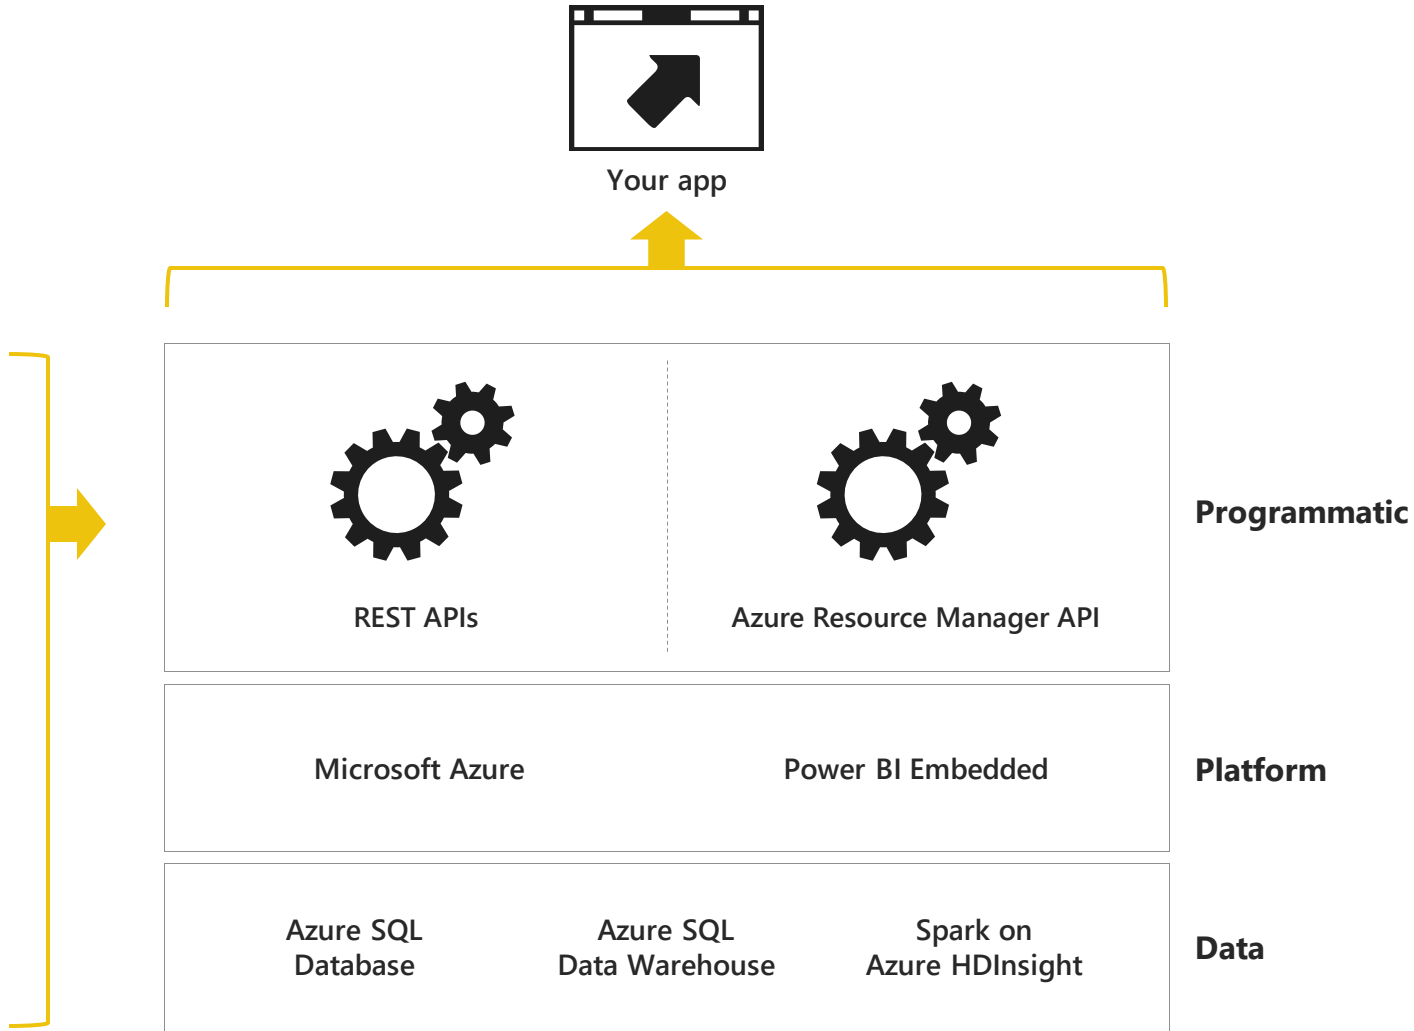 Your app
Programmatic
REST APIs
Azure Resource Manager API
Microsoft Azure
Power BI Embedded
Platform
Azure SQL
Database
Azure SQL
Data Warehouse
Spark on
Azure HDInsight
Data